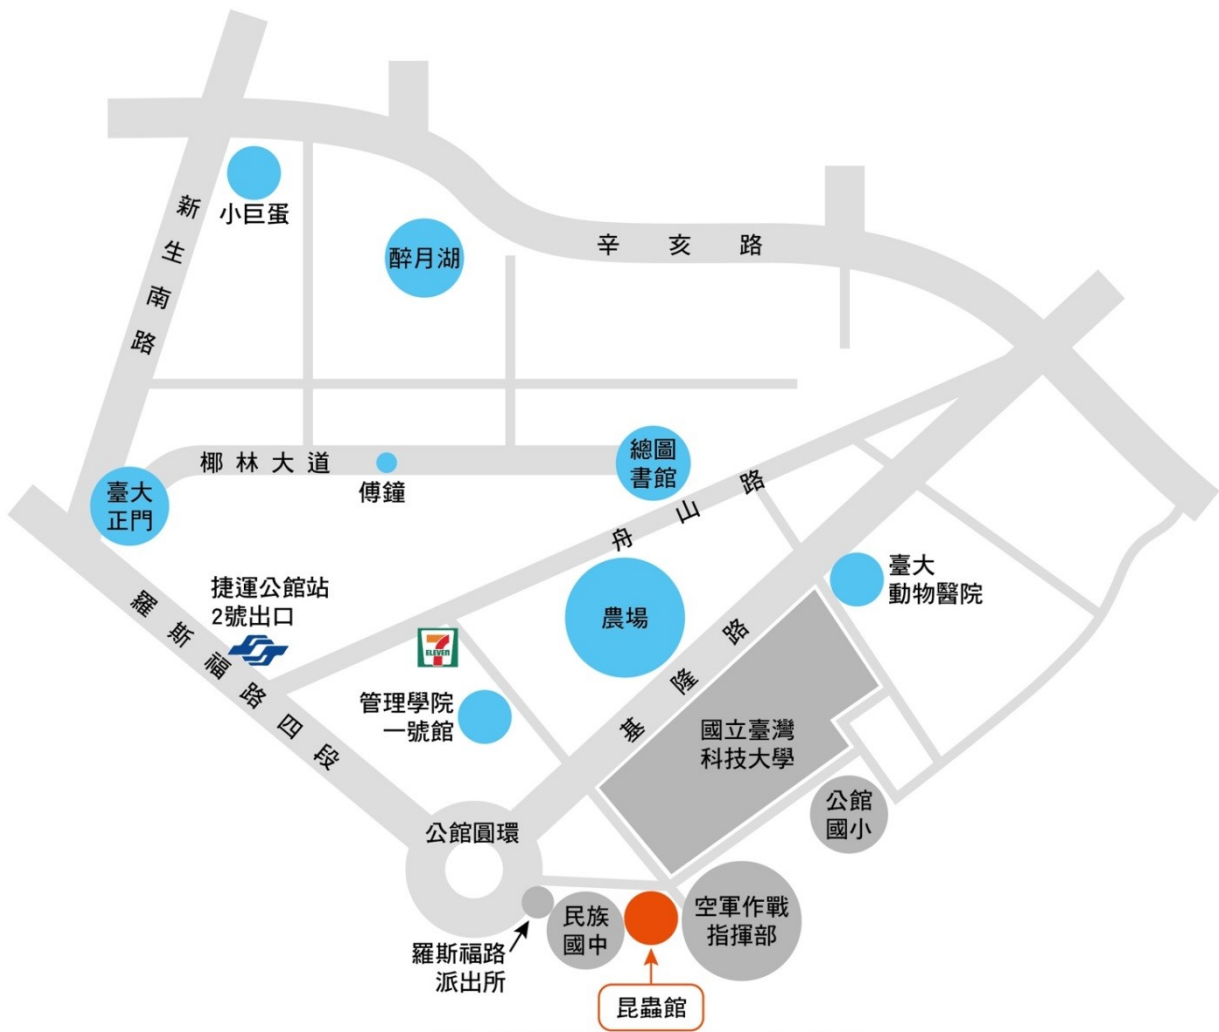 小巨蛋
新生南路
醉月湖
辛亥路
椰林大道
傅鐘
總圖
書館
臺大
正門
舟山路
捷運公館站
2號出口
7
ELEVEn
農場
臺大
動物醫院
羅斯福路四段
管理學院
一號館
基隆路
國立臺灣
科技大學
公館
國小
公館圓環
民族
國中
空軍作戰
指揮部
羅斯福路
派出所
昆蟲館